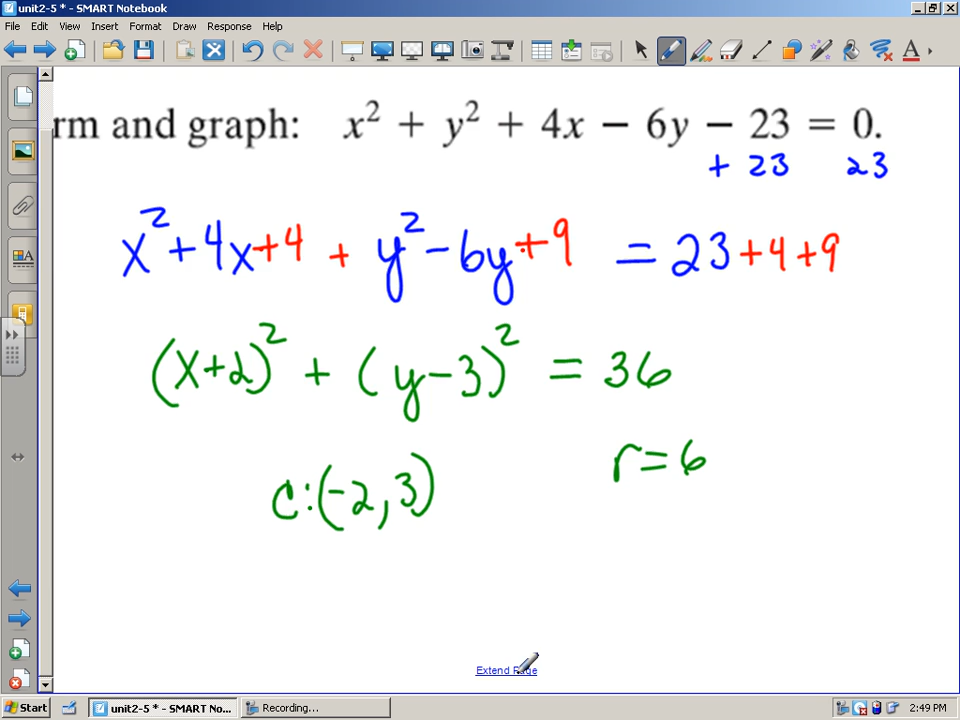 unit2-5 * - SMART Notebook
File Edit View Insert Format Draw Response Help
rm and graph: x² + y² + 4x − 6y − 23 = 0.
+ 23 23
x² + 4x + 4 + y² − 6y + 9 = 23 + 4 + 9
(x+2)² + (y−3)² = 36
r = 6
c:(-2, 3)
Extend Page
Start unit2-5 * - SMART No... Recording... 2:49 PM